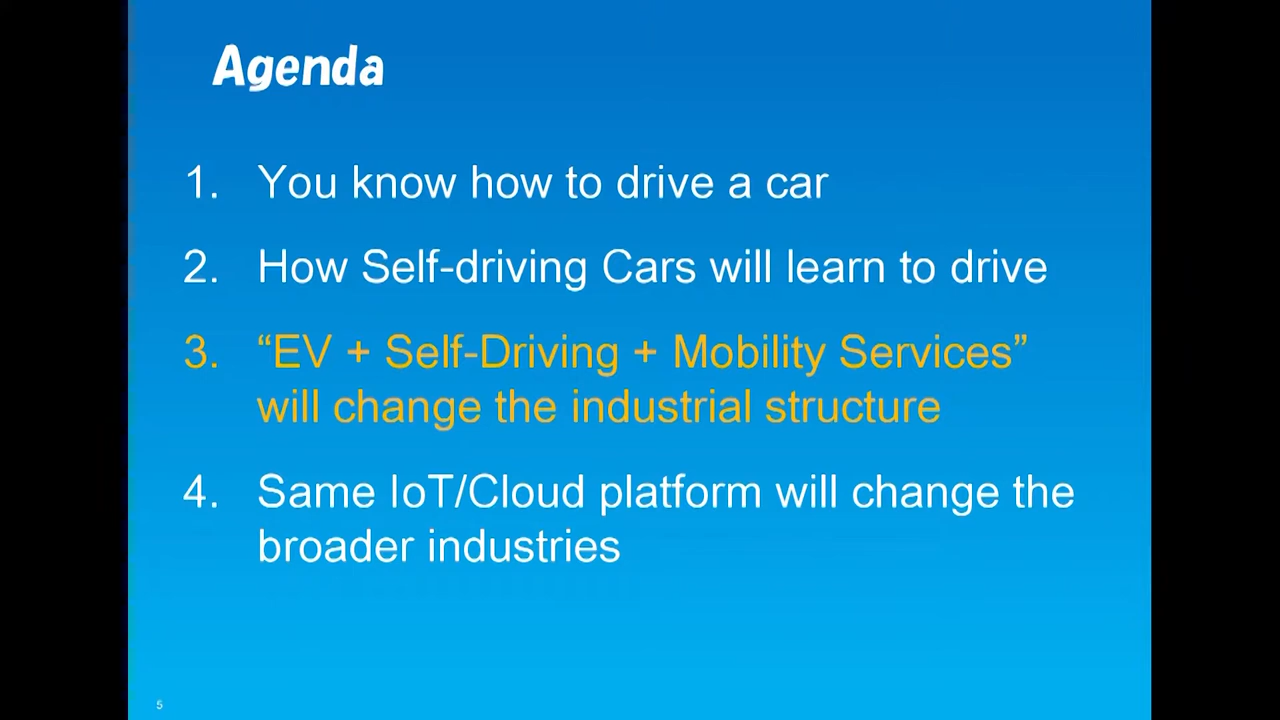 Agenda
1. You know how to drive a car
2. How Self-driving Cars will learn to drive
3. “EV + Self-Driving + Mobility Services”
will change the industrial structure
4. Same IoT/Cloud platform will change the
broader industries
5